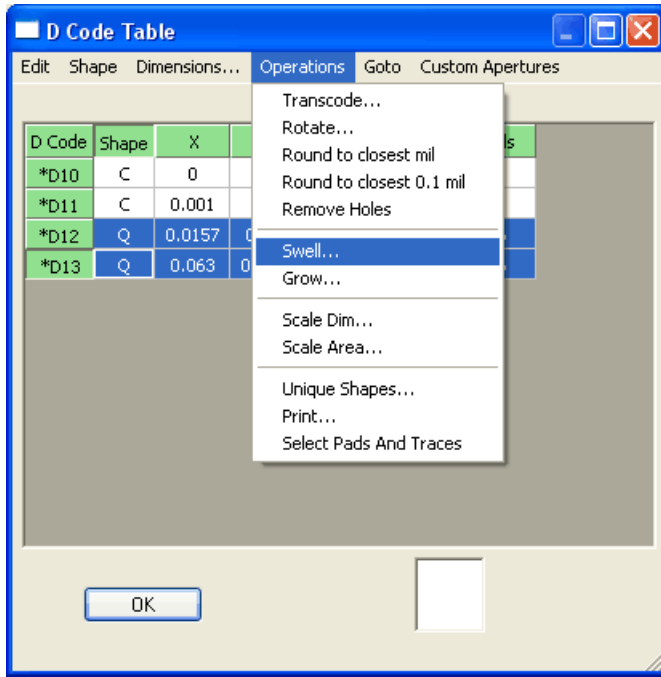 D Code Table
Edit Shape Dimensions... Operations Goto Custom Apertures
Transcode...
Rotate...
Round to closest mil
Round to closest 0.1 mil
Remove Holes
Swell...
Grow...
Scale Dim...
Scale Area...
Unique Shapes...
Print...
Select Pads And Traces
D Code Shape X
*D10 C 0
*D11 C 0.001
*D12 Q 0.0157
*D13 Q 0.063
OK